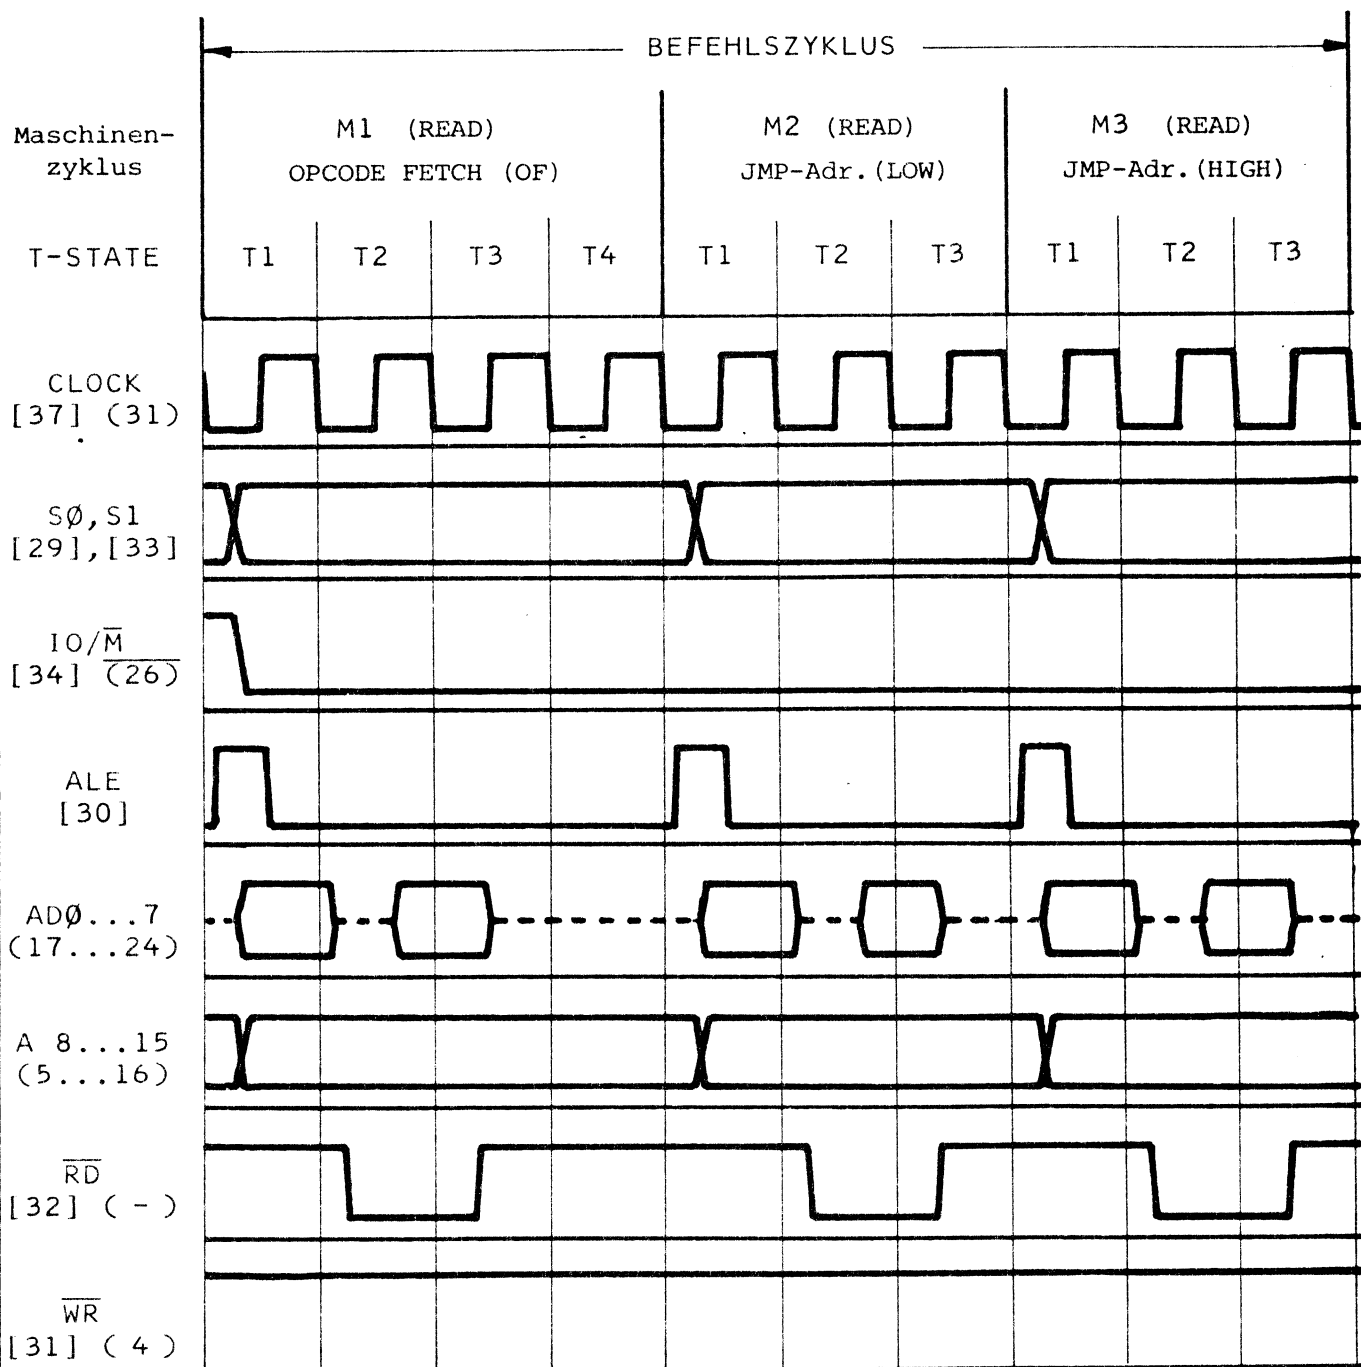 BEFEHLSZYKLUS
Maschinen-
zyklus
M1 (READ)
OPCODE FETCH (OF)
M2 (READ)
JMP-Adr.(LOW)
M3 (READ)
JMP-Adr.(HIGH)
T-STATE T1 T2 T3 T4 T1 T2 T3 T1 T2 T3
CLOCK
[37] (31)
SØ,S1
[29],[33]
IO/M̅
[34] (26)
ALE
[30]
ADØ...7
(17...24)
A 8...15
(5...16)
R̅D̅
[32] (-)
W̅R̅
[31] (4)